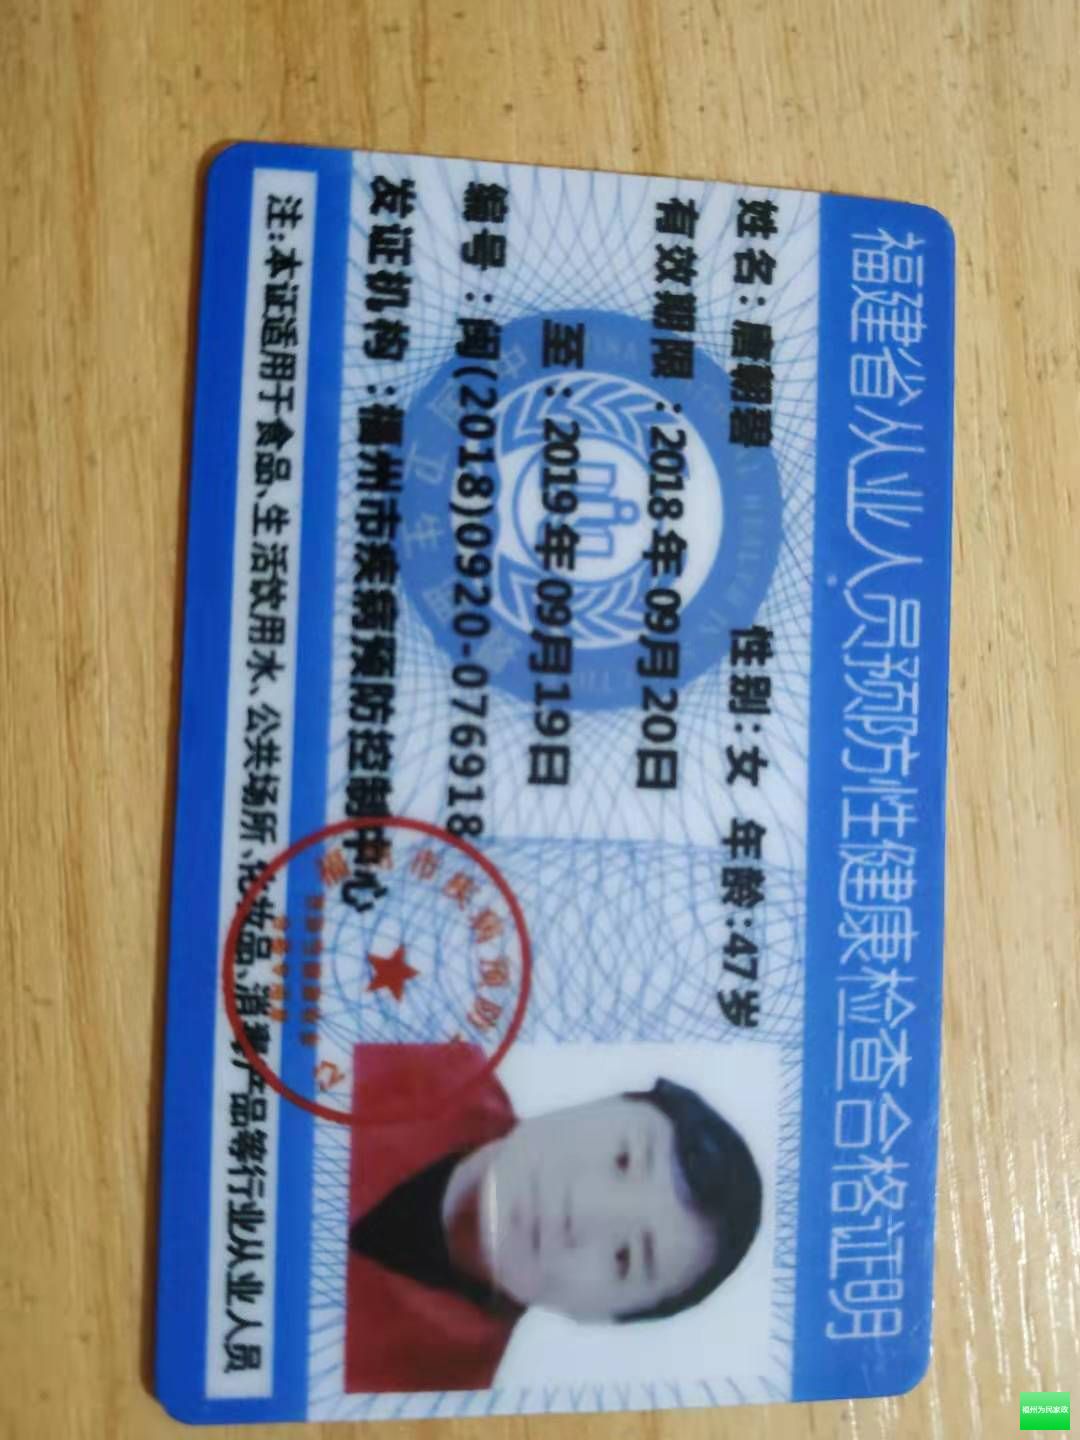 福建省从业人员预防性健康检查合格证明
姓名：唐朝碧 性别：女 年龄：47岁
有效期限：2018年09月20日
至：2019年09月19日
编号：闽(2018)0920-076918
发证机构：福州市疾病预防控制中心
注：本证适用于食品、生活饮用水、公共场所、化妆品、消毒产品等行业从业人员
福州为民家政